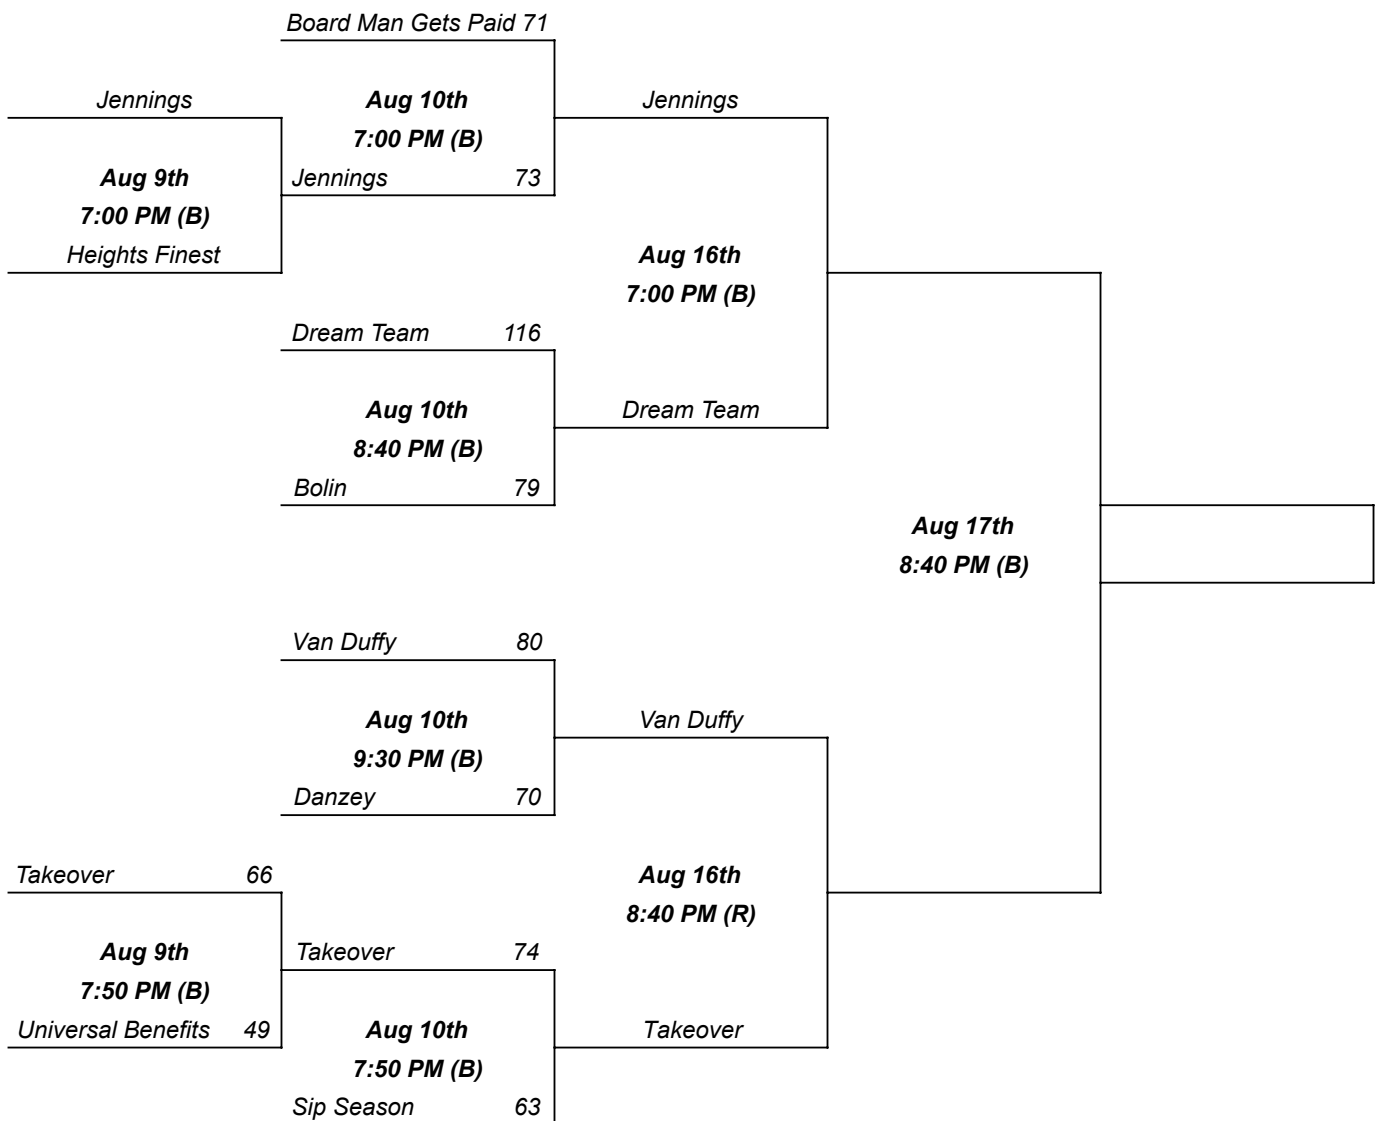 Board Man Gets Paid 71
Jennings
Aug 10th
Jennings
7:00 PM (B)
Aug 9th
Jennings 73
7:00 PM (B)
Heights Finest
Aug 16th
7:00 PM (B)
Dream Team 116
Aug 10th
Dream Team
8:40 PM (B)
Bolin 79
Aug 17th
8:40 PM (B)
Van Duffy 80
Aug 10th
Van Duffy
9:30 PM (B)
Danzey 70
Takeover 66
Aug 16th
8:40 PM (R)
Aug 9th
Takeover 74
7:50 PM (B)
Universal Benefits 49
Aug 10th
Takeover
7:50 PM (B)
Sip Season 63